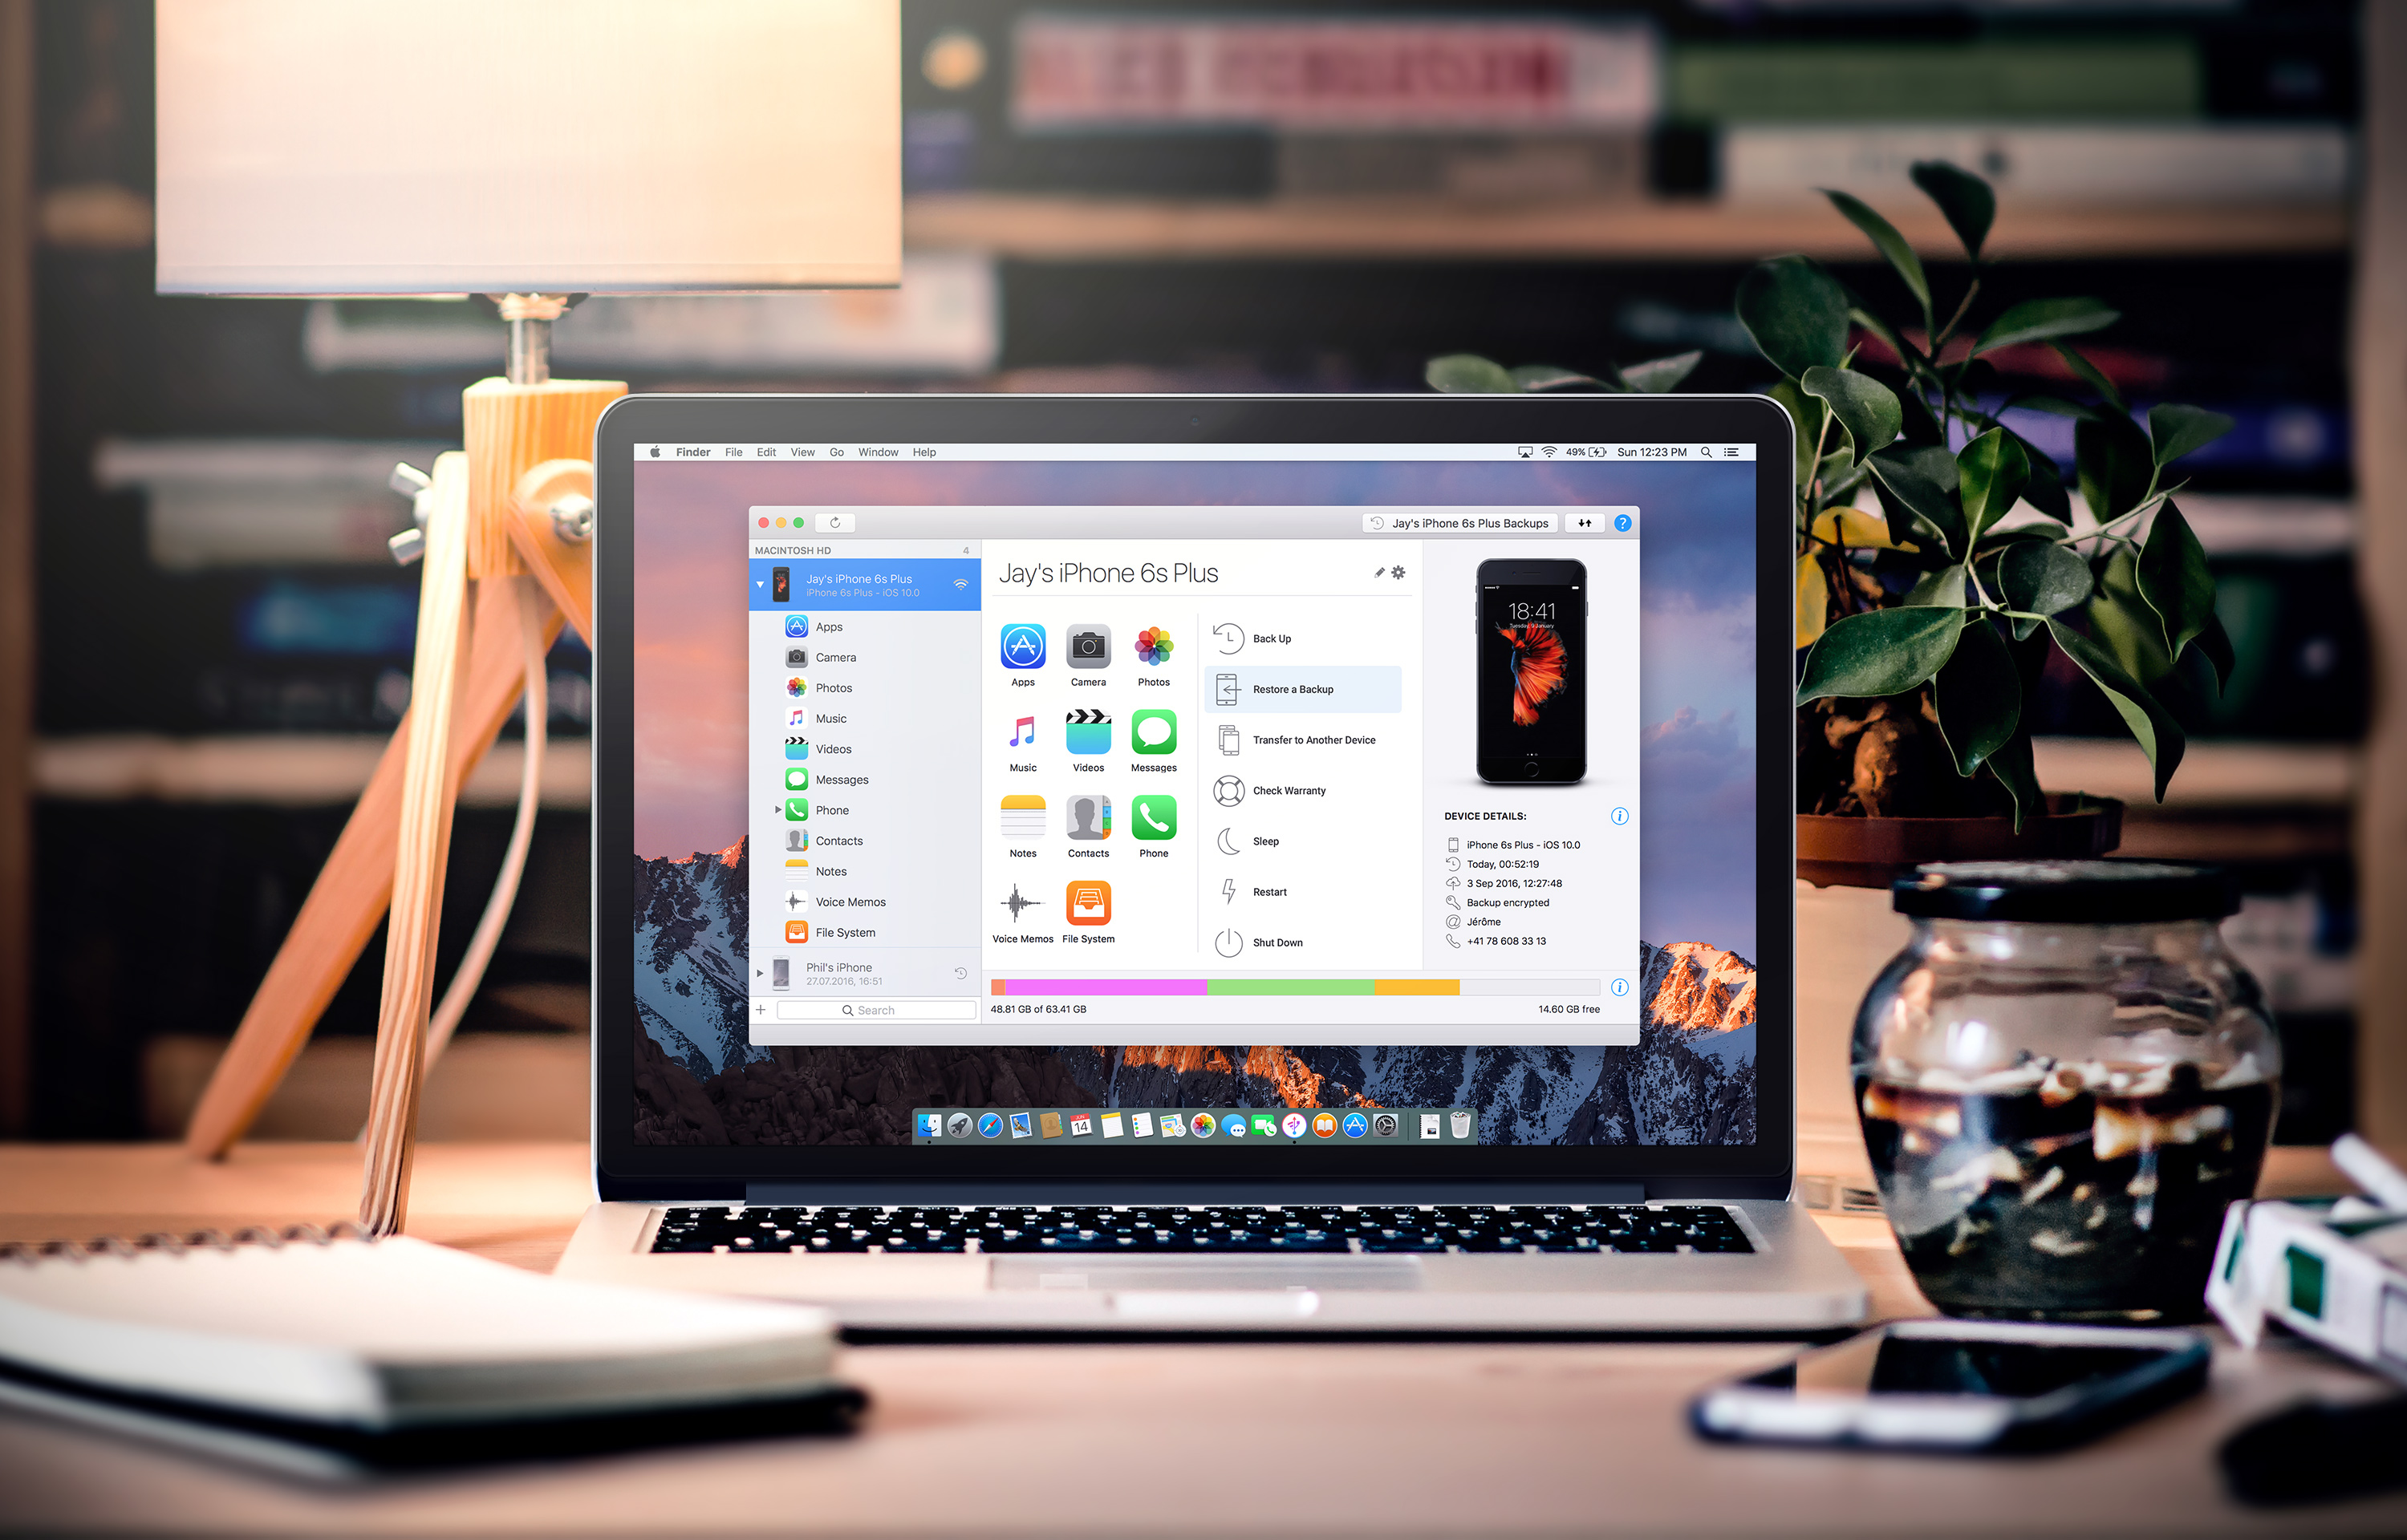 Finder File Edit View Go Window Help
49% Sun 12:23 PM
Jay's iPhone 6s Plus Backups
?
MACINTOSH HD 4
Jay's iPhone 6s Plus
iPhone 6s Plus - iOS 10.0
Apps
Camera
Photos
Music
Videos
Messages
Phone
Contacts
Notes
Voice Memos
File System
Phil's iPhone
27.07.2016, 16:51
+ Search
Jay's iPhone 6s Plus
Apps Camera Photos
Music Videos Messages
Notes Contacts Phone
Voice Memos File System
Back Up
Restore a Backup
Transfer to Another Device
Check Warranty
Sleep
Restart
Shut Down
18:41
DEVICE DETAILS:
iPhone 6s Plus - iOS 10.0
Today, 00:52:19
3 Sep 2016, 12:27:48
Backup encrypted
Jérôme
+41 78 608 33 13
48.81 GB of 63.41 GB
14.60 GB free
14